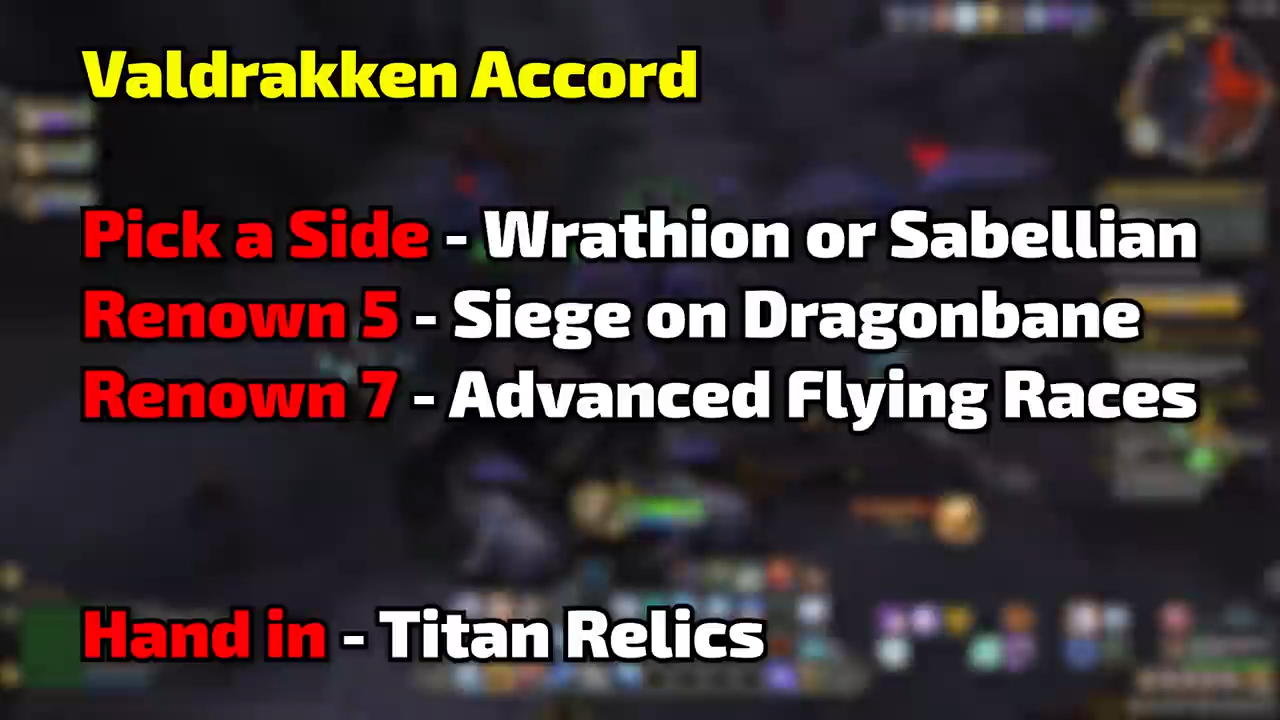 Valdrakken Accord
Pick a Side - Wrathion or Sabellian
Renown 5 - Siege on Dragonbane
Renown 7 - Advanced Flying Races
Hand in - Titan Relics